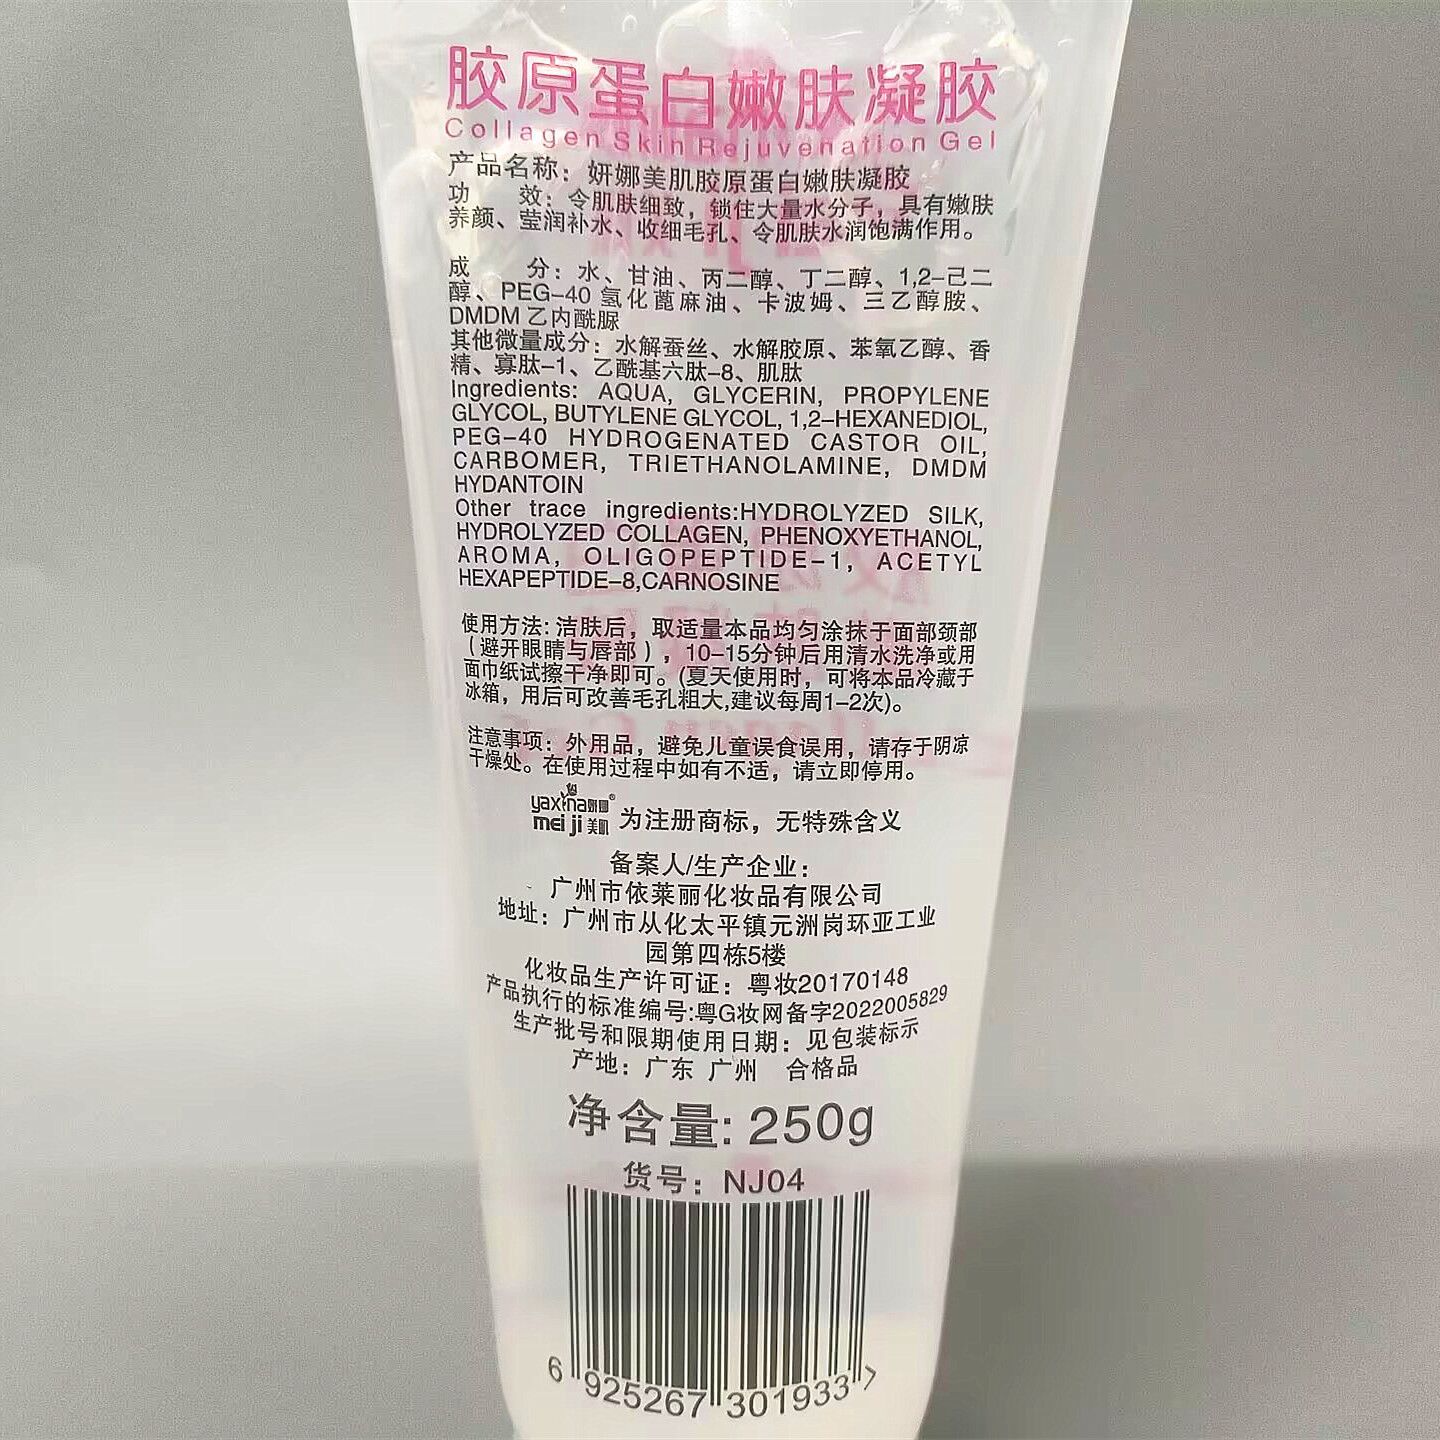 胶原蛋白嫩肤凝胶
Collagen Skin Rejuvenation Gel
产品名称：妍娜美肌胶原蛋白嫩肤凝胶
功 效：令肌肤细致，锁住大量水分子，具有嫩肤
养颜、莹润补水、收细毛孔、令肌肤水润饱满作用。
成 分：水、甘油、丙二醇、丁二醇、1,2-己二
醇、PEG-40 氢化蓖麻油、卡波姆、三乙醇胺、
DMDM 乙内酰脲
其他微量成分：水解蚕丝、水解胶原、苯氧乙醇、香
精、寡肽-1、乙酰基六肽-8、肌肽
Ingredients: AQUA, GLYCERIN, PROPYLENE
GLYCOL, BUTYLENE GLYCOL, 1,2-HEXANEDIOL,
PEG-40 HYDROGENATED CASTOR OIL,
CARBOMER, TRIETHANOLAMINE, DMDM
HYDANTOIN
Other trace ingredients:HYDROLYZED SILK,
HYDROLYZED COLLAGEN, PHENOXYETHANOL,
AROMA, OLIGOPEPTIDE-1, ACETYL
HEXAPEPTIDE-8,CARNOSINE
使用方法: 洁肤后，取适量本品均匀涂抹于面部颈部
（避开眼睛与唇部），10-15分钟后用清水洗净或用
面巾纸试擦干净即可。(夏天使用时，可将本品冷藏于
冰箱，用后可改善毛孔粗大,建议每周1-2次)。
注意事项：外用品，避免儿童误食误用，请存于阴凉
干燥处。在使用过程中如有不适，请立即停用。
yaxina妍娜®
mei ji 美肌 为注册商标，无特殊含义
备案人/生产企业：
广州市依莱丽化妆品有限公司
地址：广州市从化太平镇元洲岗环亚工业
园第四栋5楼
化妆品生产许可证：粤妆20170148
产品执行的标准编号:粤G妆网备字2022005829
生产批号和限期使用日期：见包装标示
产地：广东 广州 合格品
净含量: 250g
货号：NJ04
6 925267 301933 >